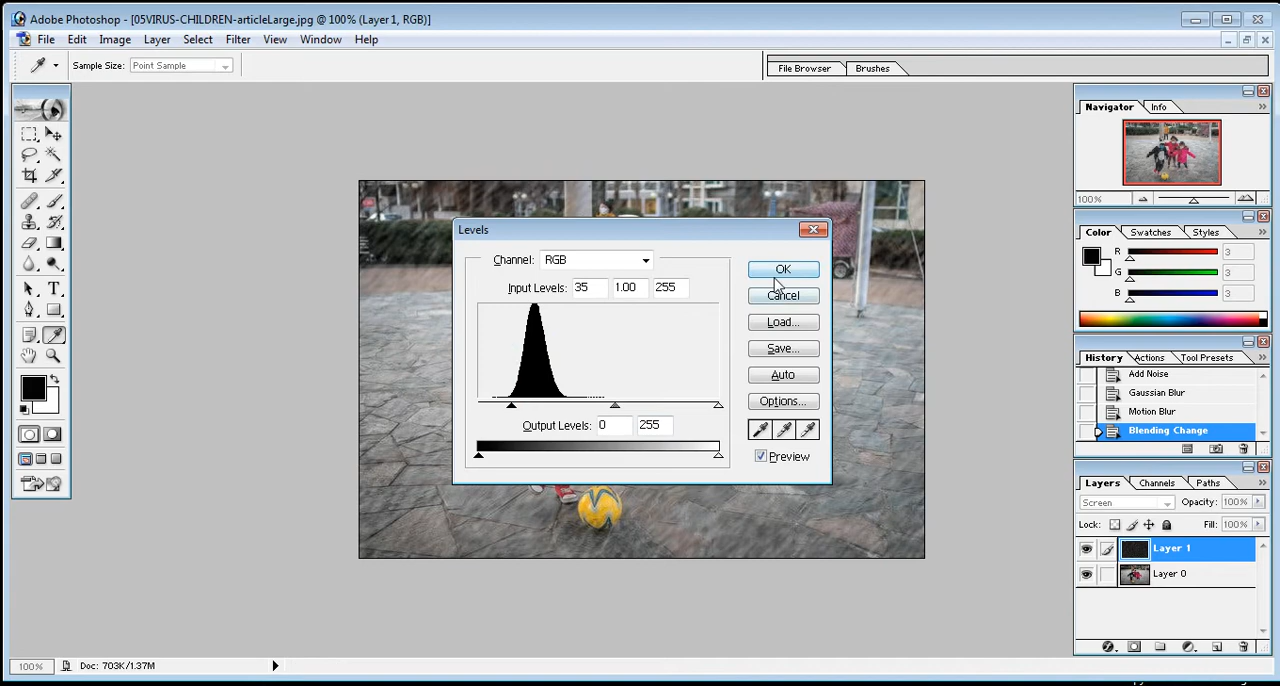 Adobe Photoshop - [05VIRUS-CHILDREN-articleLarge.jpg @ 100% (Layer 1, RGB)]
File Edit Image Layer Select Filter View Window Help
Sample Size: Point Sample
File Browser Brushes
Navigator Info
100%
Color Swatches Styles
R 3
G 3
B 3
History Actions Tool Presets
Add Noise
Gaussian Blur
Motion Blur
Blending Change
Layers Channels Paths
Screen Opacity: 100%
Lock: Fill: 100%
Layer 1
Layer 0
Levels
Channel: RGB
Input Levels: 35 1.00 255
Output Levels: 0 255
OK
Cancel
Load...
Save...
Auto
Options...
Preview
100% Doc: 703K/1.37M